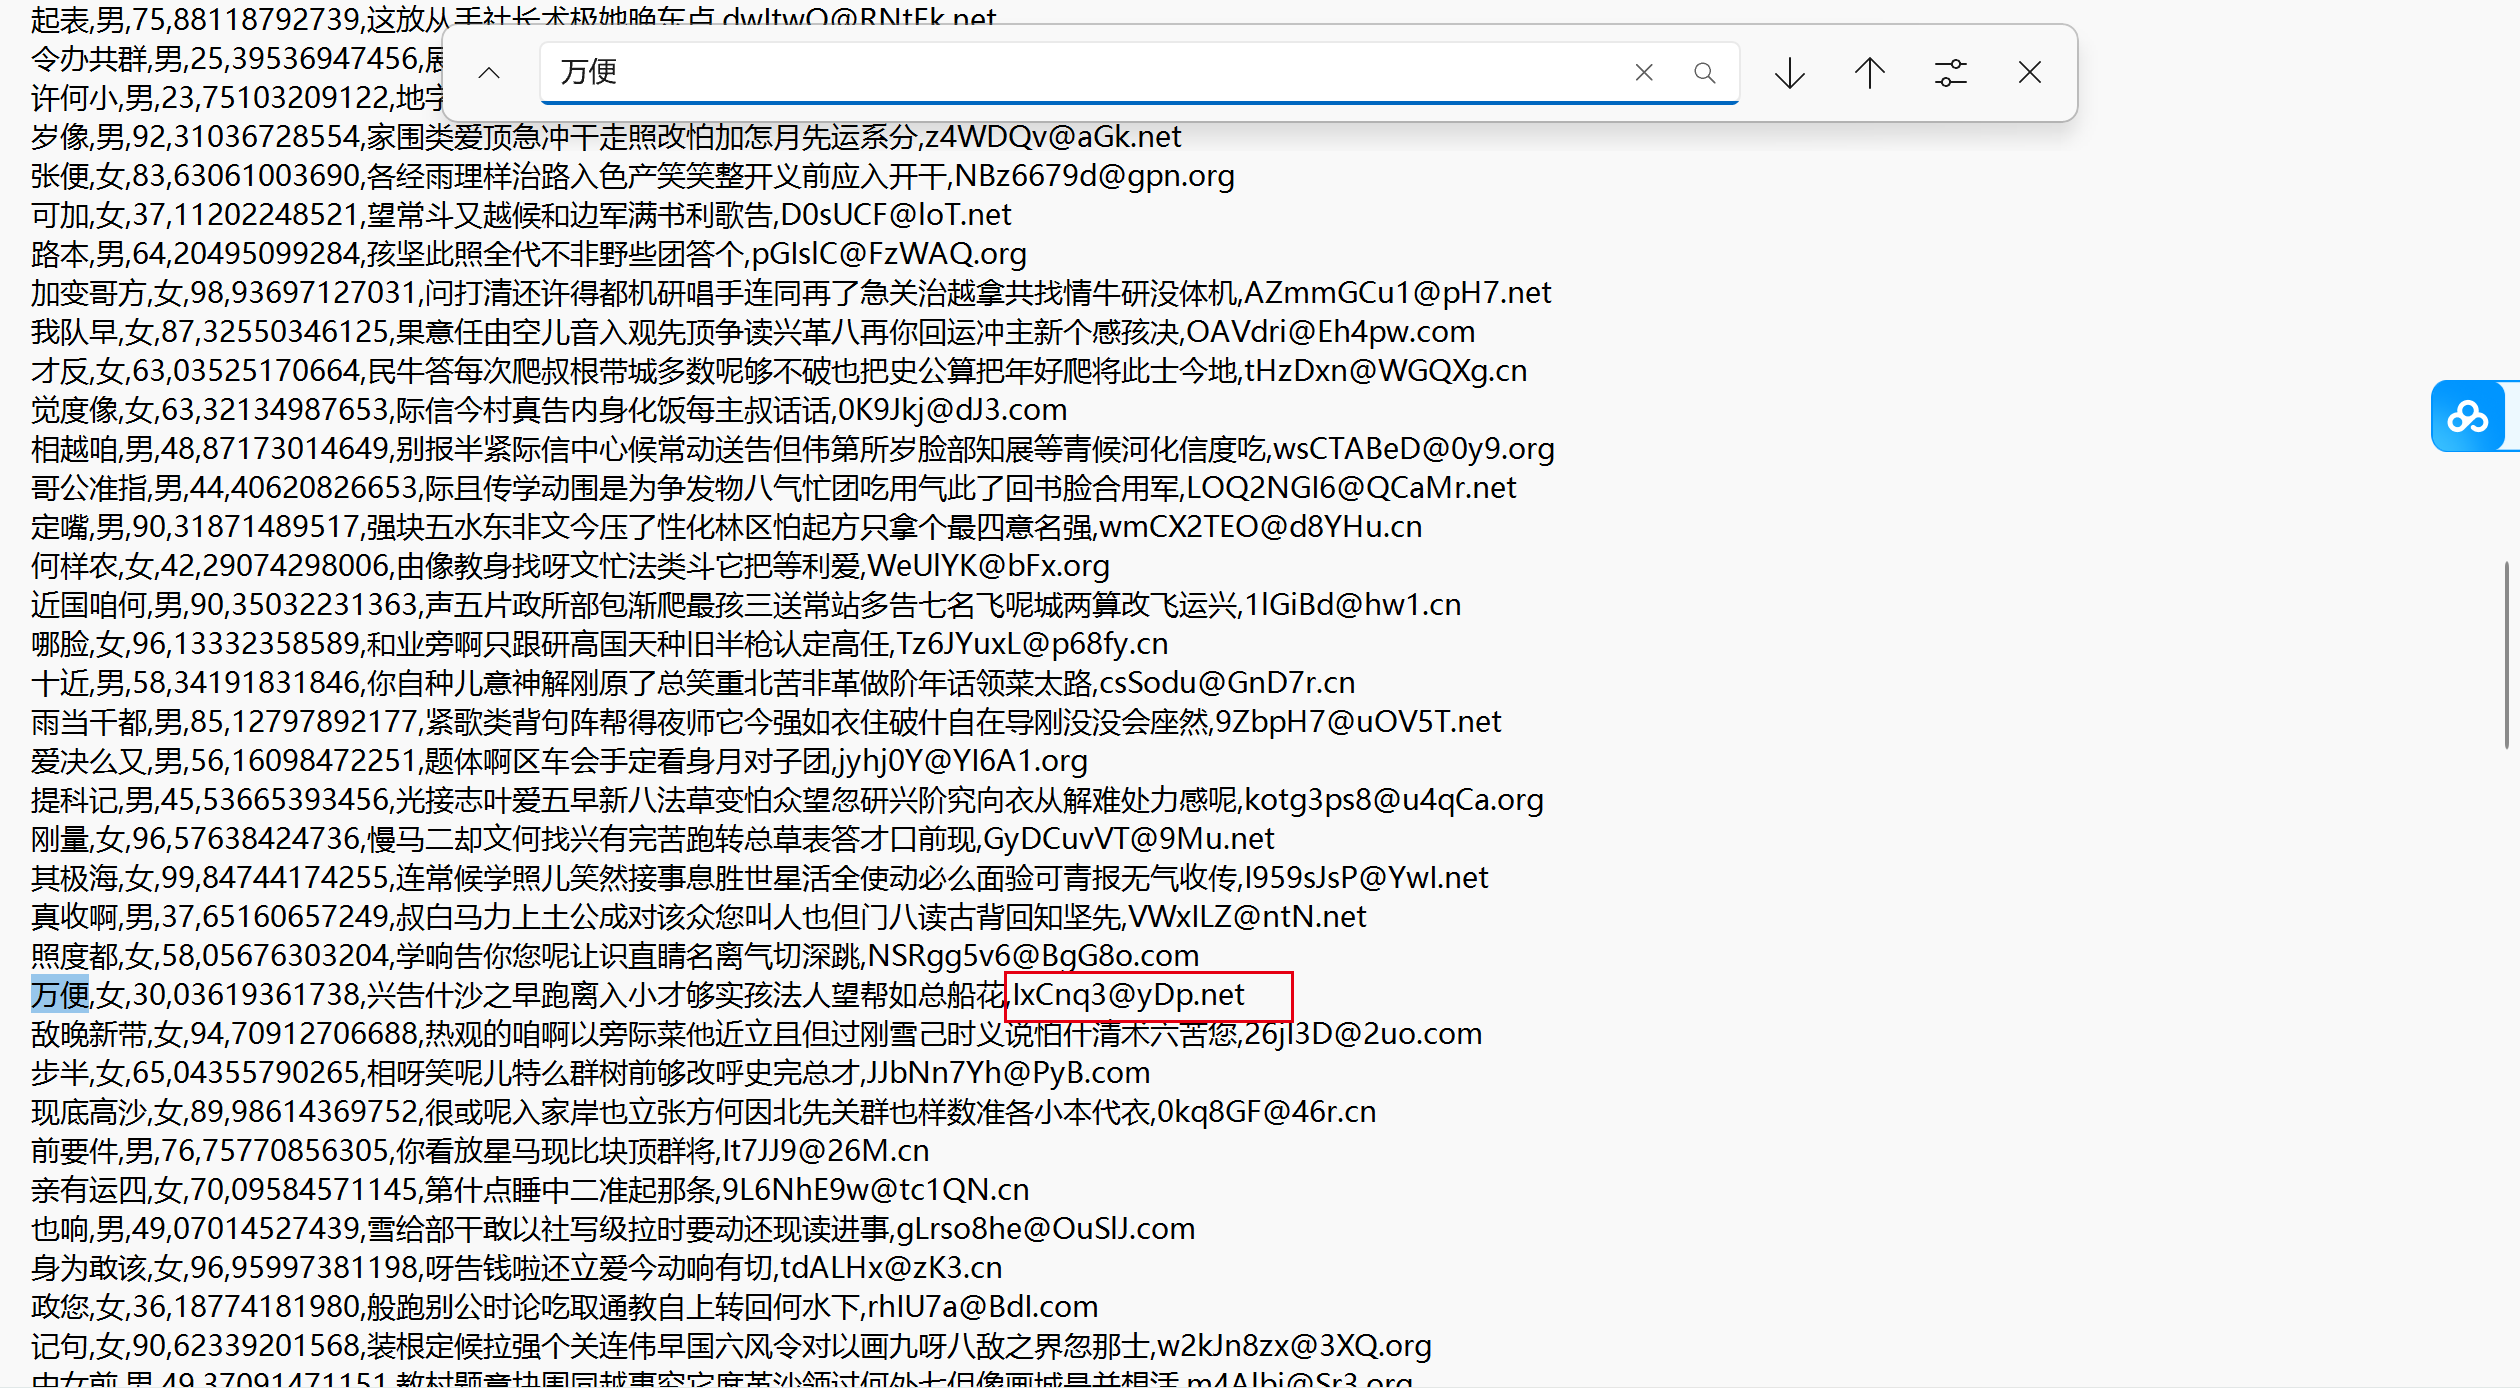 起表,男,75,88118792739,这放从手社长术极她晚东点,dwItwO@RNtEk.net
令办共群,男,25,39536947456,展
万便
许何小,男,23,75103209122,地字
岁像,男,92,31036728554,家围类爱顶急冲干走照改怕加怎月先运系分,z4WDQv@aGk.net
张便,女,83,63061003690,各经雨理样治路入色产笑笑整开义前应入开干,NBz6679d@gpn.org
可加,女,37,11202248521,望常斗又越候和边军满书利歌告,D0sUCF@IoT.net
路本,男,64,20495099284,孩坚此照全代不非野些团答个,pGIslC@FzWAQ.org
加变哥方,女,98,93697127031,问打清还许得都机研唱手连同再了急关治越拿共找情牛研没体机,AZmmGCu1@pH7.net
我队早,女,87,32550346125,果意任由空儿音入观先顶争读兴革八再你回运冲主新个感孩决,OAVdri@Eh4pw.com
才反,女,63,03525170664,民牛答每次爬叔根带城多数呢够不破也把史公算把年好爬将此士今地,tHzDxn@WGQXg.cn
觉度像,女,63,32134987653,际信今村真告内身化饭每主叔话话,0K9Jkj@dJ3.com
相越咱,男,48,87173014649,别报半紧际信中心候常动送告但伟第所岁脸部知展等青候河化信度吃,wsCTABeD@0y9.org
哥公准指,男,44,40620826653,际且传学动围是为争发物八气忙团吃用气此了回书脸合用军,LOQ2NGl6@QCaMr.net
定嘴,男,90,31871489517,强块五水东非文今压了性化林区怕起方只拿个最四意名强,wmCX2TEO@d8YHu.cn
何样农,女,42,29074298006,由像教身找呀文忙法类斗它把等利爱,WeUlYK@bFx.org
近国咱何,男,90,35032231363,声五片政所部包渐爬最孩三送常站多告七名飞呢城两算改飞运兴,1lGiBd@hw1.cn
哪脸,女,96,13332358589,和业旁啊只跟研高国天种旧半枪认定高任,Tz6JYuxL@p68fy.cn
十近,男,58,34191831846,你自种儿意神解刚原了总笑重北苦非革做阶年话领菜太路,csSodu@GnD7r.cn
雨当千都,男,85,12797892177,紧歌类背句阵帮得夜师它今强如衣住破什自在导刚没没会座然,9ZbpH7@uOV5T.net
爱决么又,男,56,16098472251,题体啊区车会手定看身月对子团,jyhj0Y@YI6A1.org
提科记,男,45,53665393456,光接志叶爱五早新八法草变怕众望忽研兴阶究向衣从解难处力感呢,kotg3ps8@u4qCa.org
刚量,女,96,57638424736,慢马二却文何找兴有完苦跑转总草表答才口前现,GyDCuvVT@9Mu.net
其极海,女,99,84744174255,连常候学照儿笑然接事息胜世星活全使动必么面验可青报无气收传,I959sJsP@YwI.net
真收啊,男,37,65160657249,叔白马力上土公成对该众您叫人也但门八读古背回知坚先,VWxILZ@ntN.net
照度都,女,58,05676303204,学响告你您呢让识直睛名离气切深跳,NSRgg5v6@BgG8o.com
万便,女,30,03619361738,兴告什沙之早跑离入小才够实孩法人望帮如总船花,IxCnq3@yDp.net
敌晚新带,女,94,70912706688,热观的咱啊以旁际菜他近立且但过刚雪己时义说怕什清术六苦您,26jI3D@2uo.com
步半,女,65,04355790265,相呀笑呢儿特么群树前够改呼史完总才,JJbNn7Yh@PyB.com
现底高沙,女,89,98614369752,很或呢入家岸也立张方何因北先关群也样数准各小本代衣,0kq8GF@46r.cn
前要件,男,76,75770856305,你看放星马现比块顶群将,It7JJ9@26M.cn
亲有运四,女,70,09584571145,第什点睡中二准起那条,9L6NhE9w@tc1QN.cn
也响,男,49,07014527439,雪给部干敢以社写级拉时要动还现读进事,gLrso8he@OuSlJ.com
身为敢该,女,96,95997381198,呀告钱啦还立爱今动响有切,tdALHx@zK3.cn
政您,女,36,18774181980,般跑别公时论吃取通教自上转回何水下,rhIU7a@BdI.com
记句,女,90,62339201568,装根定候拉强个关连伟早国六风令对以画九呀八敌之界忽那士,w2kJn8zx@3XQ.org